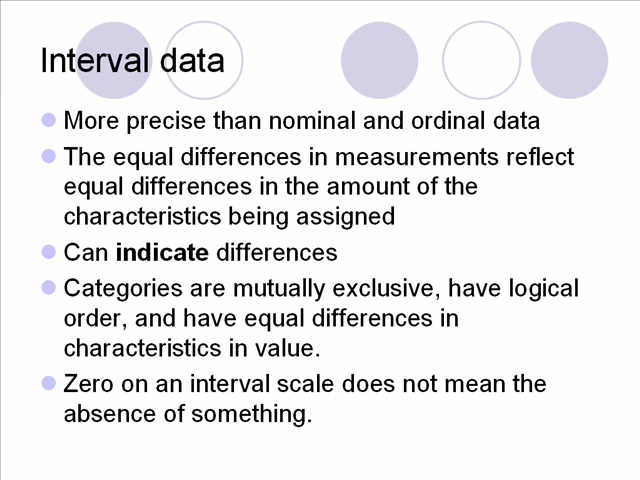 Interval data
More precise than nominal and ordinal data
The equal differences in measurements reflect
equal differences in the amount of the
characteristics being assigned
Can indicate differences
Categories are mutually exclusive, have logical
order, and have equal differences in
characteristics in value.
Zero on an interval scale does not mean the
absence of something.